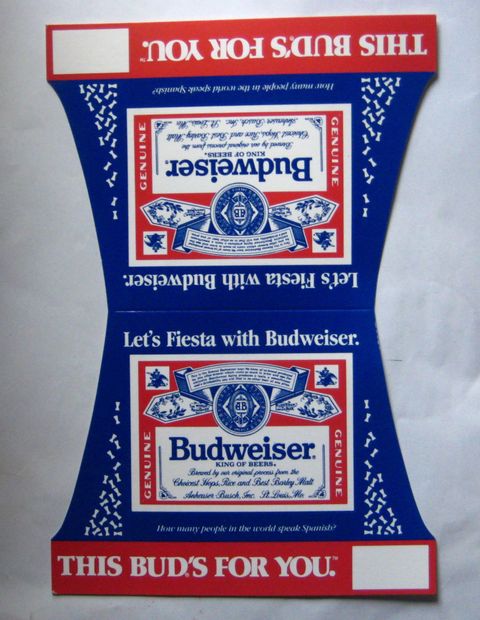 THIS BUD'S FOR YOU.™
How many people in the world speak Spanish?
Anheuser-Busch, Inc. St. Louis, Mo.
Choicest Hops, Rice and Best Barley Malt
Brewed by our original process from the
KING OF BEERS®
Budweiser®
GENUINE
GENUINE
AB
Let's Fiesta with Budweiser.
Let's Fiesta with Budweiser.
AB
Budweiser®
KING OF BEERS®
GENUINE
GENUINE
Brewed by our original process from the
Choicest Hops, Rice and Best Barley Malt
Anheuser-Busch, Inc. St. Louis, Mo.
How many people in the world speak Spanish?
THIS BUD'S FOR YOU.™